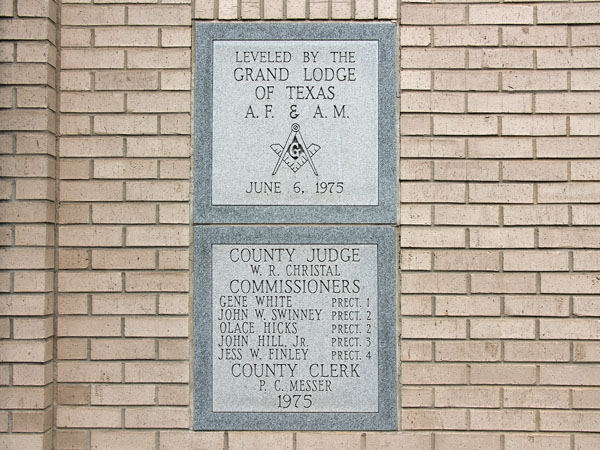 LEVELED BY THE
GRAND LODGE
OF TEXAS
A. F. & A. M.
G
JUNE 6, 1975
COUNTY JUDGE
W. R. CHRISTAL
COMMISSIONERS
GENE WHITE PRECT. 1
JOHN W. SWINNEY PRECT. 2
OLACE HICKS PRECT. 2
JOHN HILL, JR. PRECT. 3
JESS W. FINLEY PRECT. 4
COUNTY CLERK
P. C. MESSER
1975